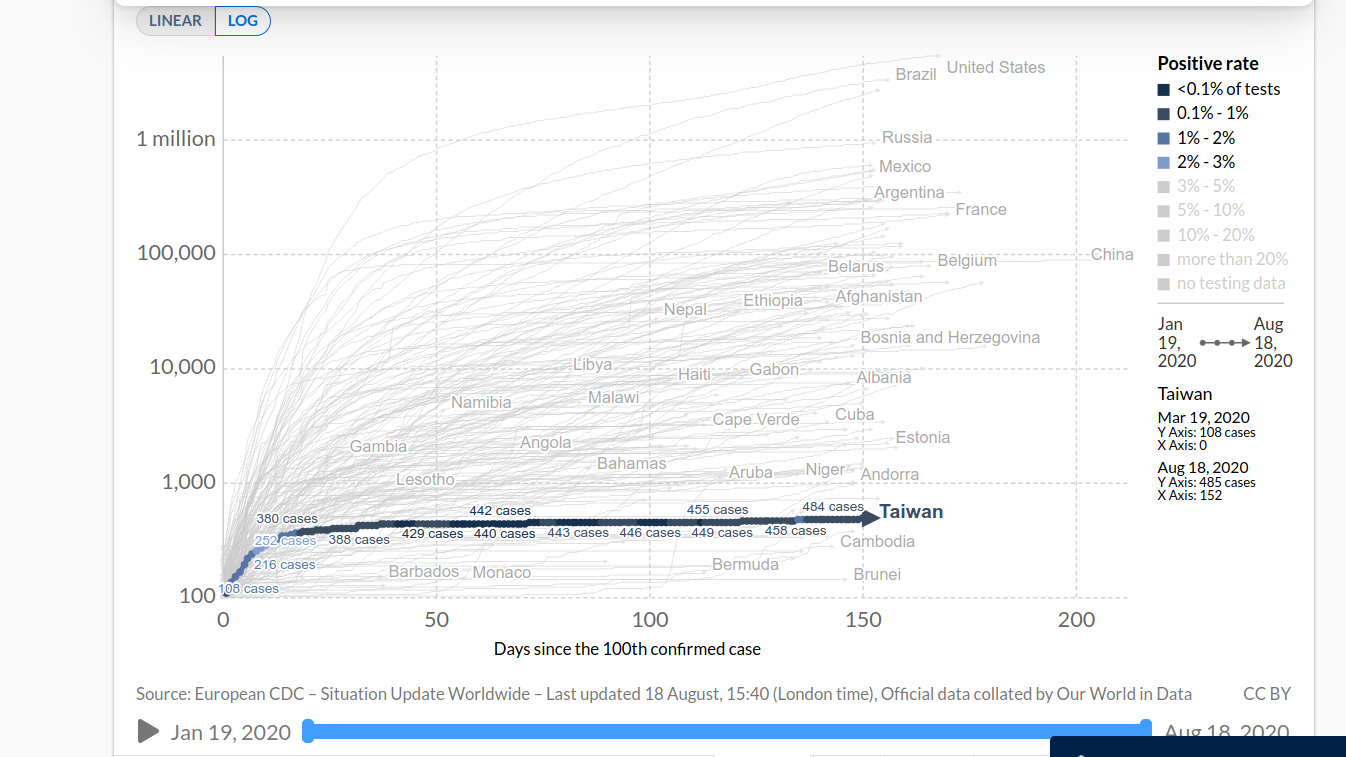 LINEAR LOG
1 million
100,000
10,000
1,000
100
United States
Brazil
Russia
Mexico
Argentina
France
China
Belgium
Belarus
Afghanistan
Ethiopia
Nepal
Bosnia and Herzegovina
Libya
Haiti
Gabon
Albania
Namibia
Malawi
Cape Verde
Cuba
Gambia
Angola
Estonia
Bahamas
Aruba
Niger
Andorra
Lesotho
Taiwan
Cambodia
Barbados
Monaco
Bermuda
Brunei
108 cases
216 cases
252 cases
380 cases
388 cases
429 cases
442 cases
440 cases
443 cases
446 cases
455 cases
449 cases
458 cases
484 cases
0 50 100 150 200
Days since the 100th confirmed case
Positive rate
<0.1% of tests
0.1% - 1%
1% - 2%
2% - 3%
3% - 5%
5% - 10%
10% - 20%
more than 20%
no testing data
Jan
19,
2020
Aug
18,
2020
Taiwan
Mar 19, 2020
Y Axis: 108 cases
X Axis: 0
Aug 18, 2020
Y Axis: 485 cases
X Axis: 152
Source: European CDC – Situation Update Worldwide – Last updated 18 August, 15:40 (London time), Official data collated by Our World in Data CC BY
Jan 19, 2020 Aug 18, 2020